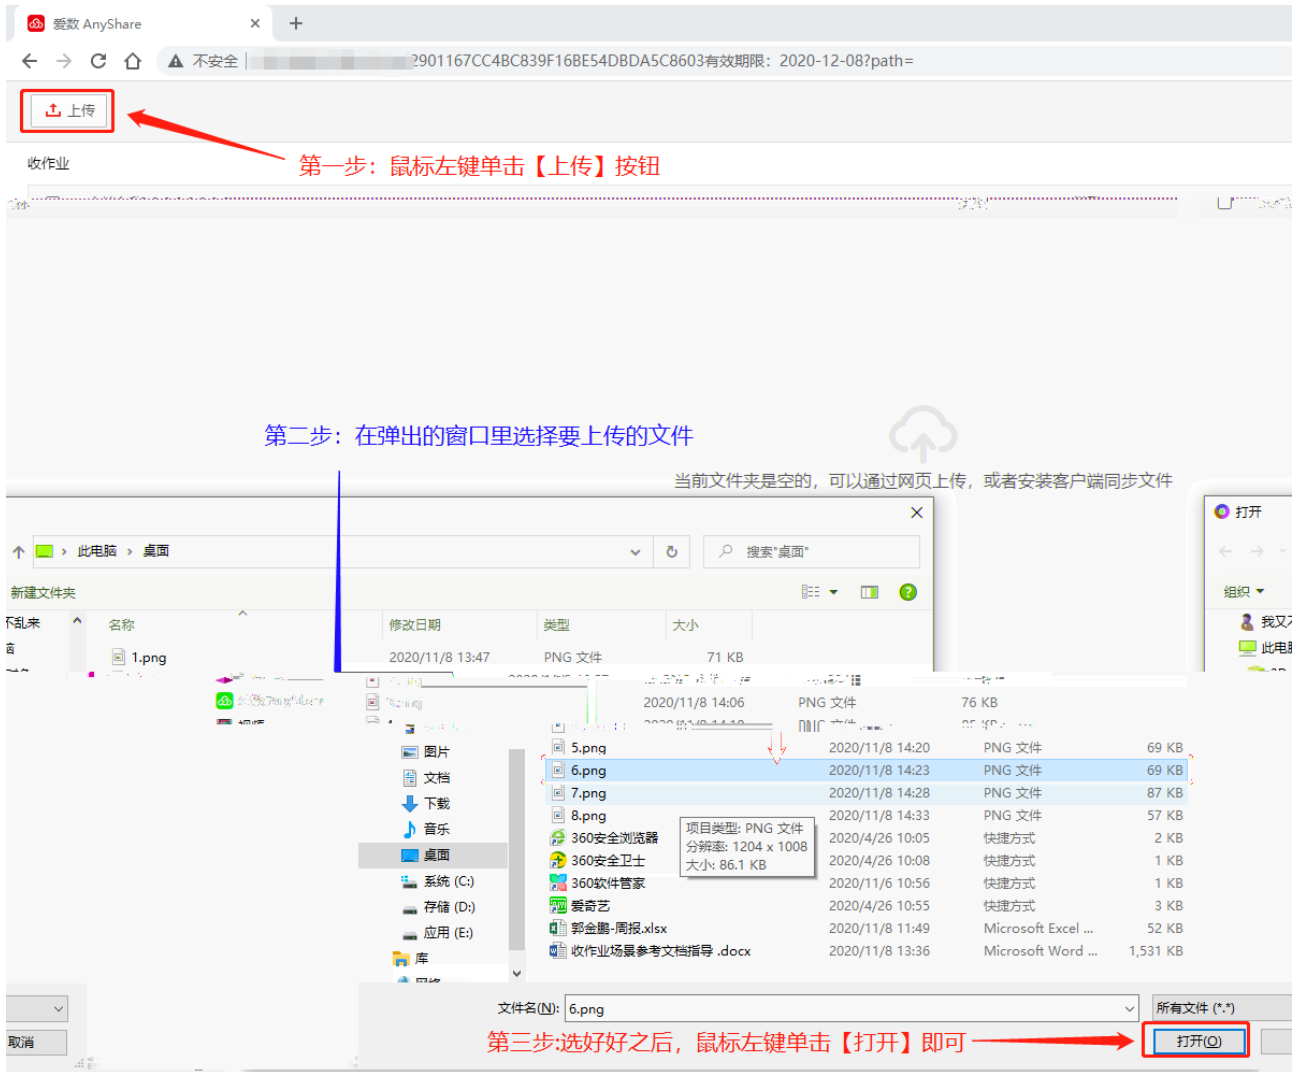 爱数 AnyShare
不安全
2901167CC4BC839F16BE54DBDA5C8603有效期限：2020-12-08?path=
上传
第一步：鼠标左键单击【上传】按钮
收作业
第二步：在弹出的窗口里选择要上传的文件
当前文件夹是空的，可以通过网页上传，或者安装客户端同步文件
打开
此电脑 › 桌面
搜索"桌面"
新建文件夹
组织
不乱来
名称 修改日期 类型 大小
我又不
1.png 2020/11/8 13:47 PNG 文件 71 KB
此电脑
2020/11/8 14:06 PNG 文件 76 KB
视频
图片 5.png 2020/11/8 14:20 PNG 文件 69 KB
6.png 2020/11/8 14:23 PNG 文件 69 KB
文档 7.png 2020/11/8 14:28 PNG 文件 87 KB
下载 8.png 2020/11/8 14:33 PNG 文件 57 KB
音乐 360安全浏览器 2020/4/26 10:05 快捷方式 2 KB
桌面 360安全卫士 2020/4/26 10:08 快捷方式 1 KB
系统 (C:) 360软件管家 2020/11/6 10:56 快捷方式 1 KB
存储 (D:) 爱奇艺 2020/4/26 10:55 快捷方式 3 KB
应用 (E:) 郭金鹏-周报.xlsx 2020/11/8 11:49 Microsoft Excel ... 52 KB
库 收作业场景参考文档指导 .docx 2020/11/8 13:36 Microsoft Word ... 1,531 KB
项目类型: PNG 文件
分辨率: 1204 x 1008
大小: 86.1 KB
文件名(N): 6.png 所有文件 (*.*)
取消
第三步:选好好之后，鼠标左键单击【打开】即可
打开(O)